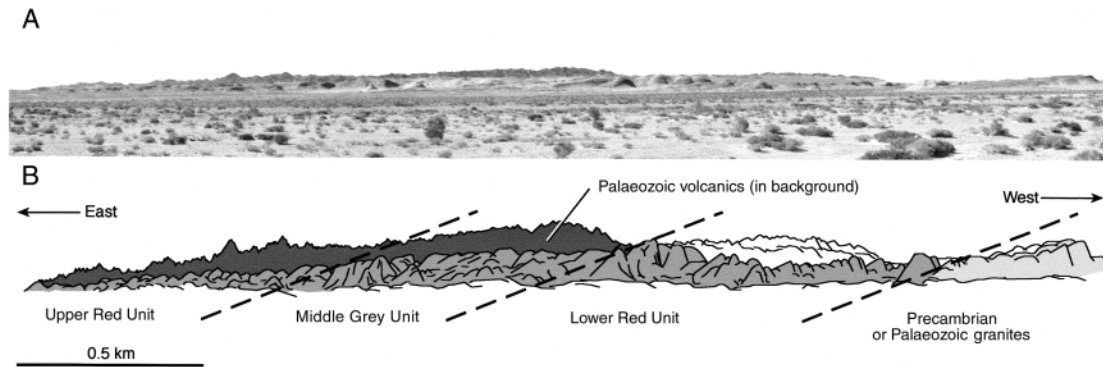 A
B
Palaeozoic volcanics (in background)
East
West
Upper Red Unit
Middle Grey Unit
Lower Red Unit
Precambrian
or Palaeozoic granites
0.5 km